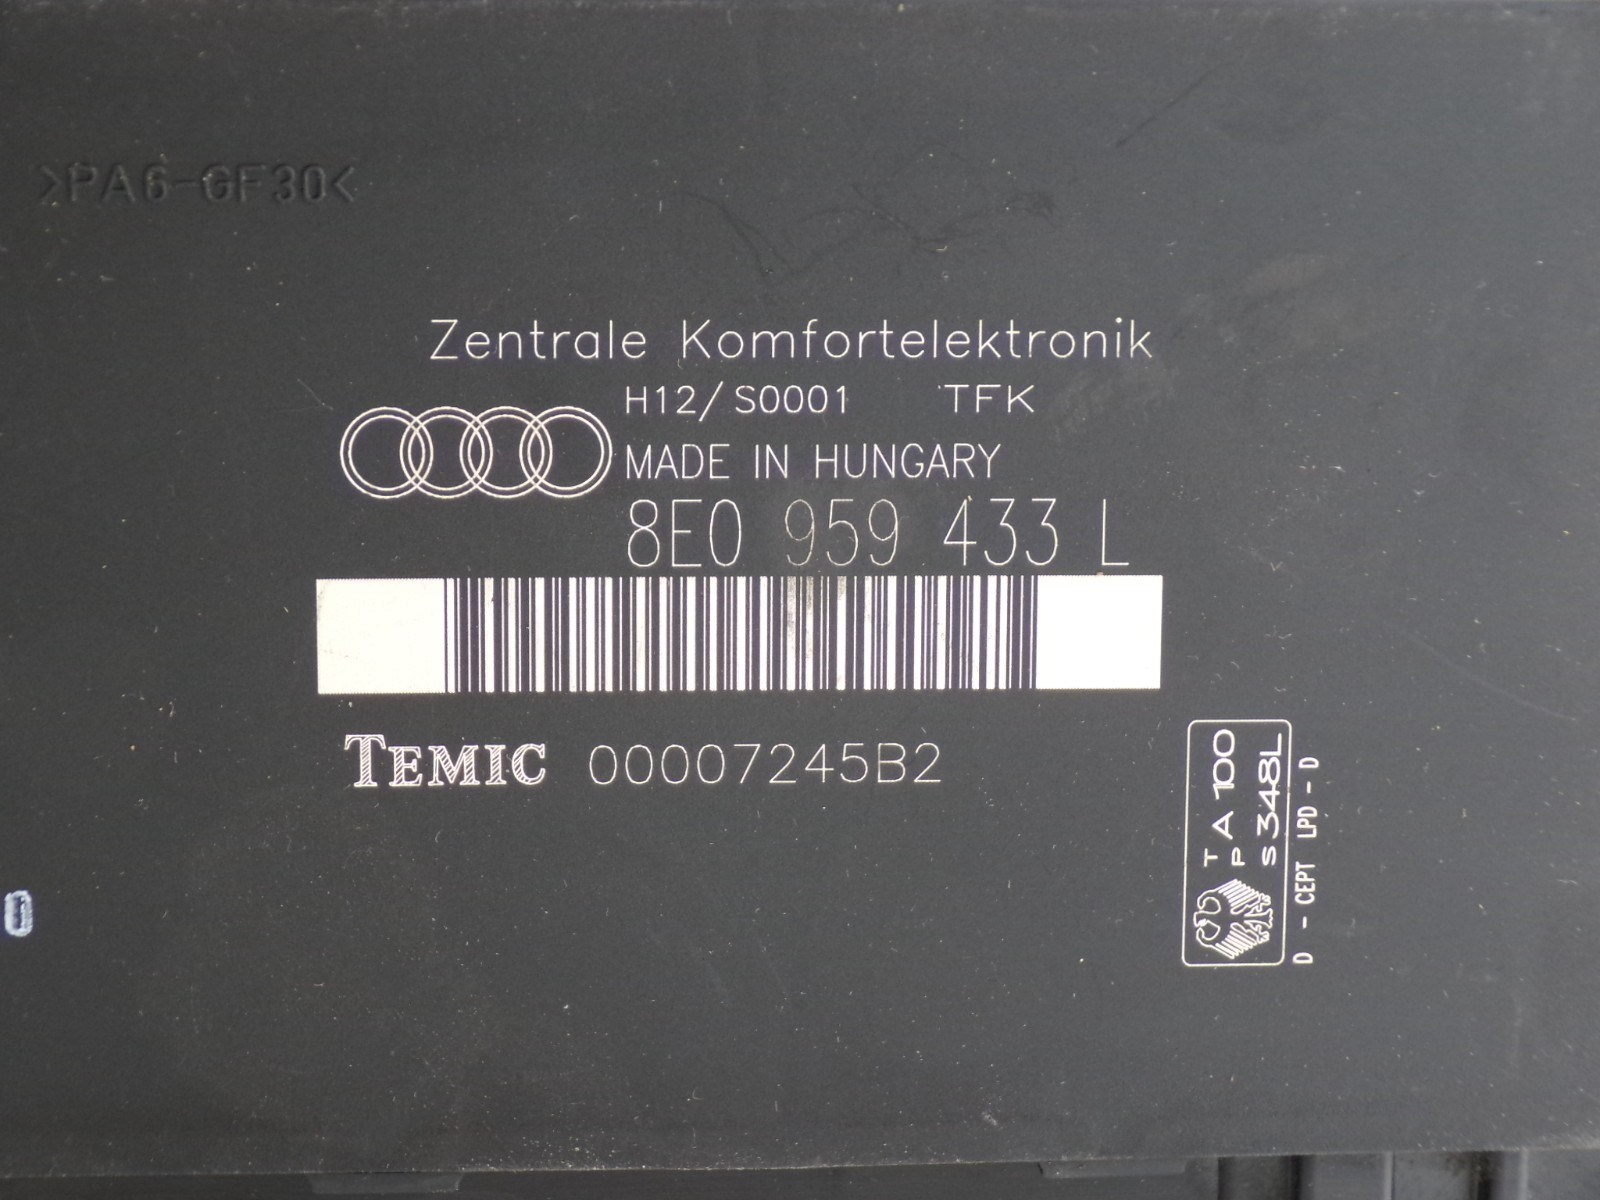 >PA6-GF30<
Zentrale Komfortelektronik
H12/S0001 TFK
MADE IN HUNGARY
8E0 959 433 L
TEMIC 00007245B2
T A 100
P
S 348L
D - CEPT LPD - D